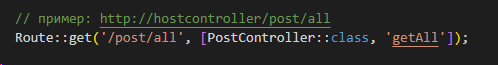 // пример: http://hostcontroller/post/all
Route::get('/post/all', [PostController::class, 'getAll']);